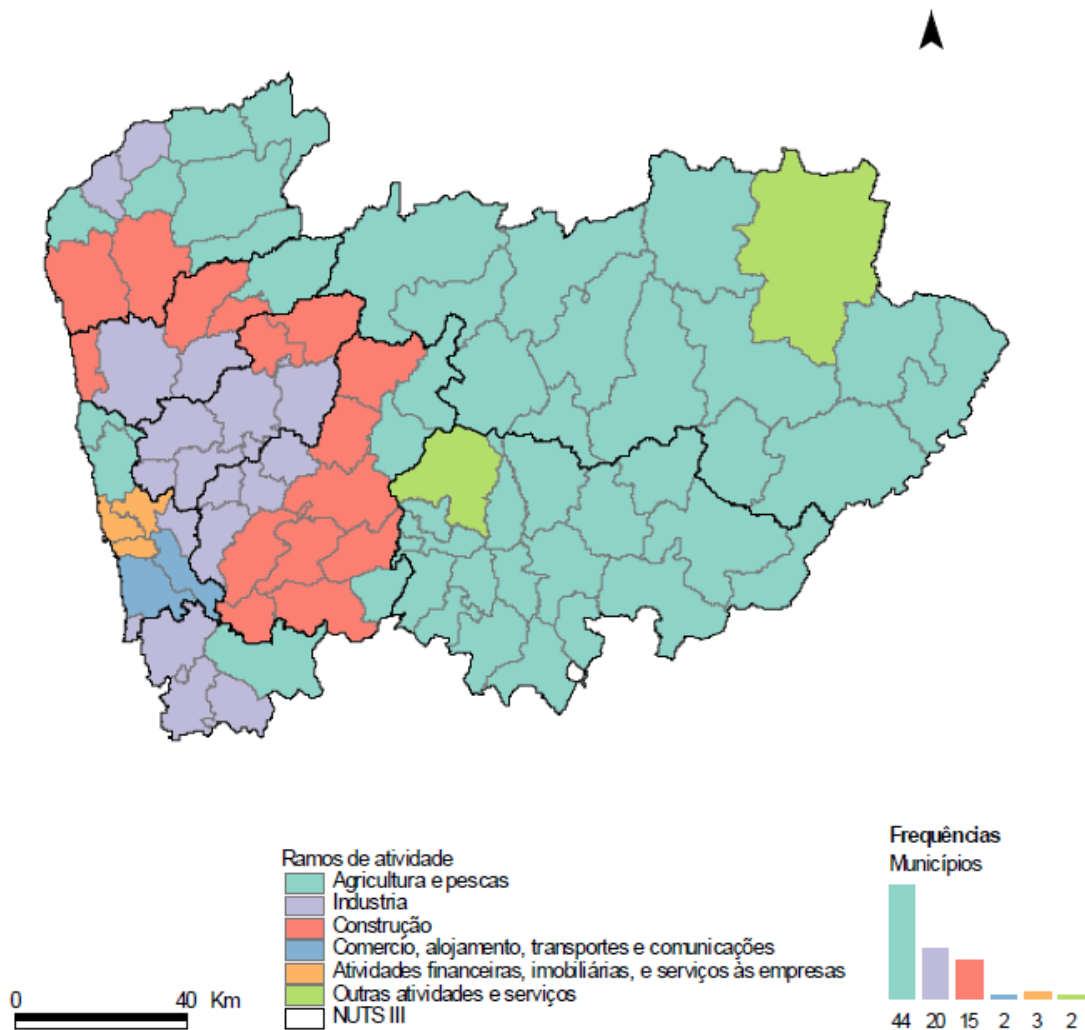 Ramos de atividade
Agricultura e pescas
Industria
Construção
Comercío, alojamento, transportes e comunicações
Atividades financeiras, imobiliárias, e serviços às empresas
Outras atividades e serviços
NUTS III
0 40 Km
Frequências
Municípios
44 20 15 2 3 2